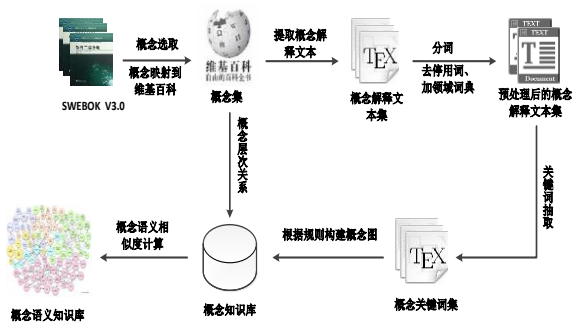 概念选取
概念映射到
维基百科
SWEBOK V3.0
维基百科
自由的百科全书
概念集
提取概念解
释文本
TEX
概念解释文
本集
分词
去停用词、
加领域词典
TEXT
TEXT
T
Document
预处理后的概念
解释文本集
概念层次关系
关键词抽取
概念语义相
似度计算
概念语义知识库
概念知识库
根据规则构建概念图
TEX
概念关键词集